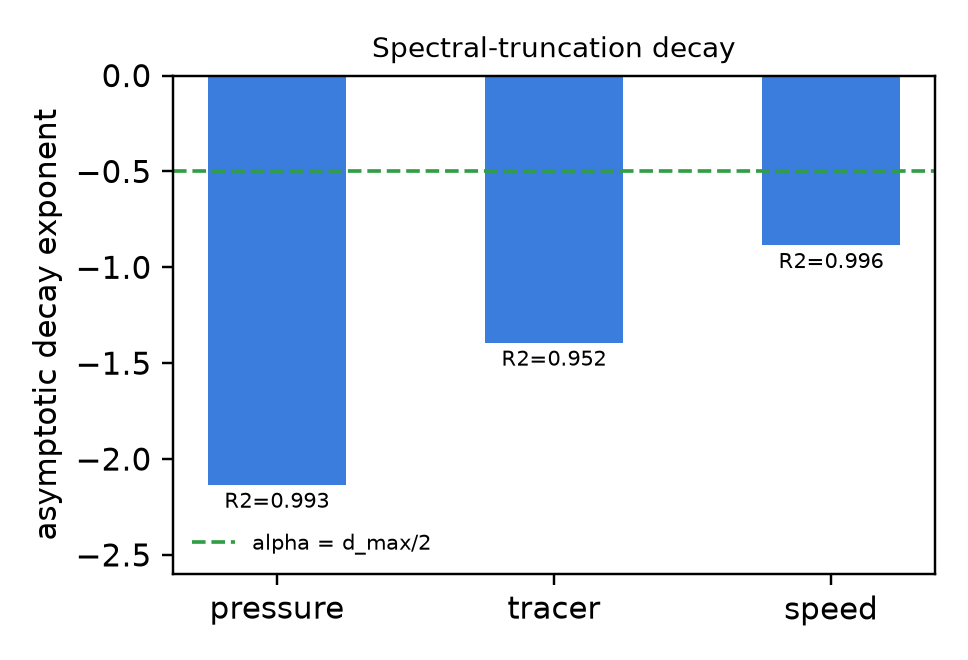 Spectral-truncation decay
asymptotic decay exponent
0.0
−0.5
−1.0
−1.5
−2.0
−2.5
R2=0.993
R2=0.952
R2=0.996
alpha = d_max/2
pressure
tracer
speed